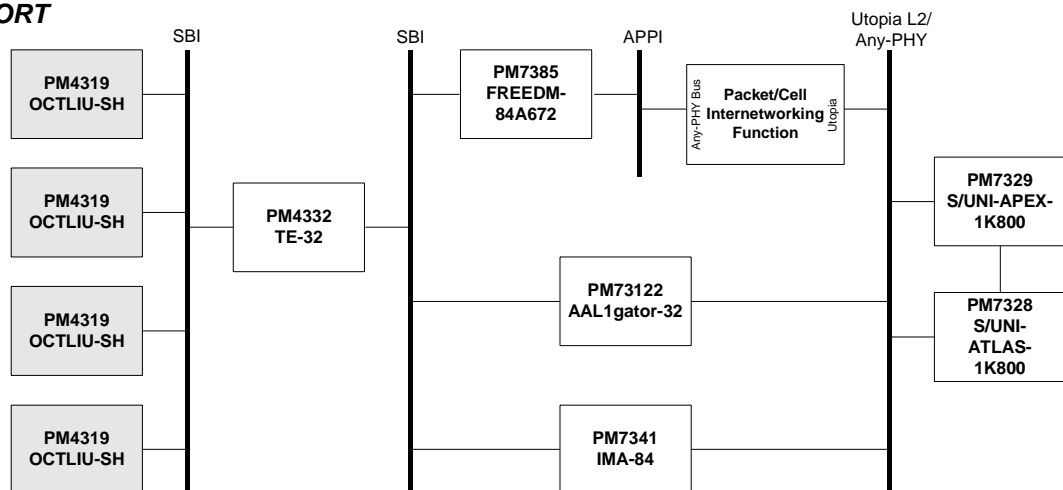 ORT
SBI
SBI
APPI
Utopia L2/
Any-PHY
PM4319
OCTLIU-SH
PM4319
OCTLIU-SH
PM4319
OCTLIU-SH
PM4319
OCTLIU-SH
PM4332
TE-32
PM7385
FREEDM-
84A672
Any-PHY Bus
Packet/Cell
Internetworking
Function
Utopia
PM73122
AAL1gator-32
PM7341
IMA-84
PM7329
S/UNI-APEX-
1K800
PM7328
S/UNI-
ATLAS-
1K800